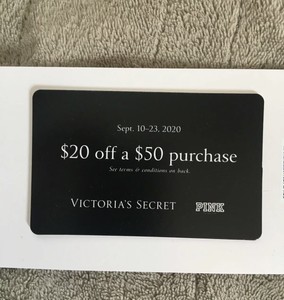 Sept. 10-23, 2020
$20 off a $50 purchase
See terms & conditions on back.
VICTORIA'S SECRET PINK